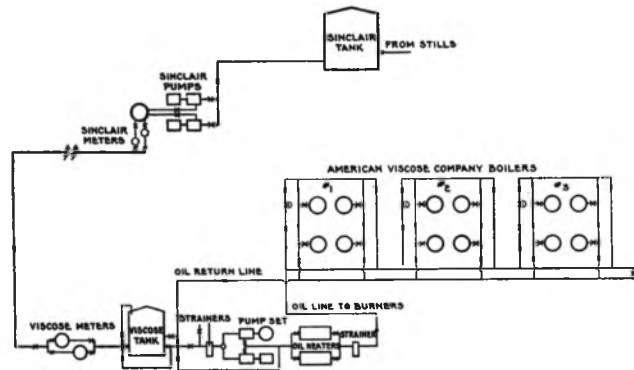 SINCLAIR
TANK
FROM STILLS
SINCLAIR
PUMPS
SINCLAIR
METERS
AMERICAN VISCOSE COMPANY BOILERS
#1
#2
#3
OIL RETURN LINE
OIL LINE TO BURNERS
VISCOSE METERS
VISCOSE
TANK
STRAINERS
PUMP SET
OIL HEATERS
STRAINER